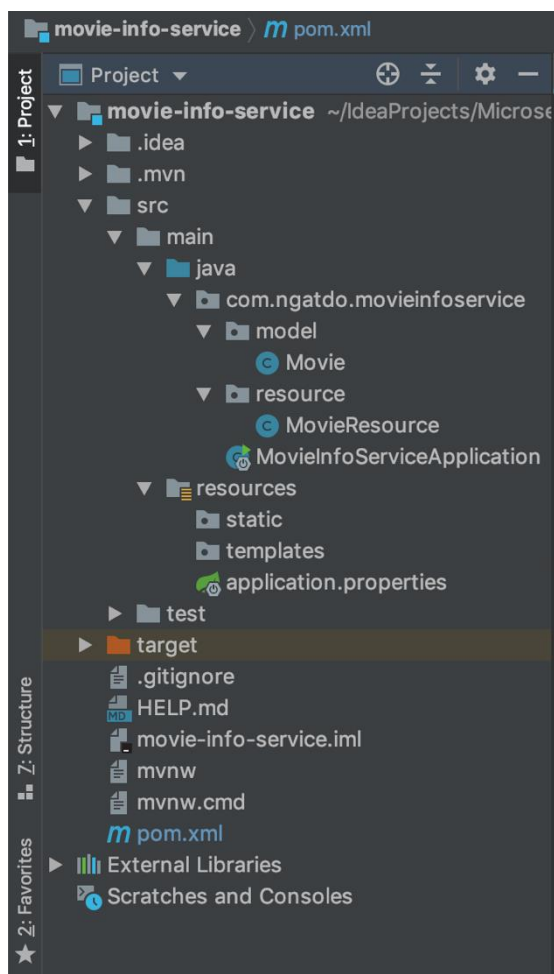 movie-info-service 〉 m pom.xml
1: Project
Project
movie-info-service ~/IdeaProjects/Microse
.idea
.mvn
src
main
java
com.ngatdo.movieinfoservice
model
C Movie
resource
C MovieResource
MovieInfoServiceApplication
resources
static
templates
application.properties
test
target
.gitignore
MD HELP.md
movie-info-service.iml
mvnw
mvnw.cmd
m pom.xml
External Libraries
Scratches and Consoles
Z: Structure
2: Favorites